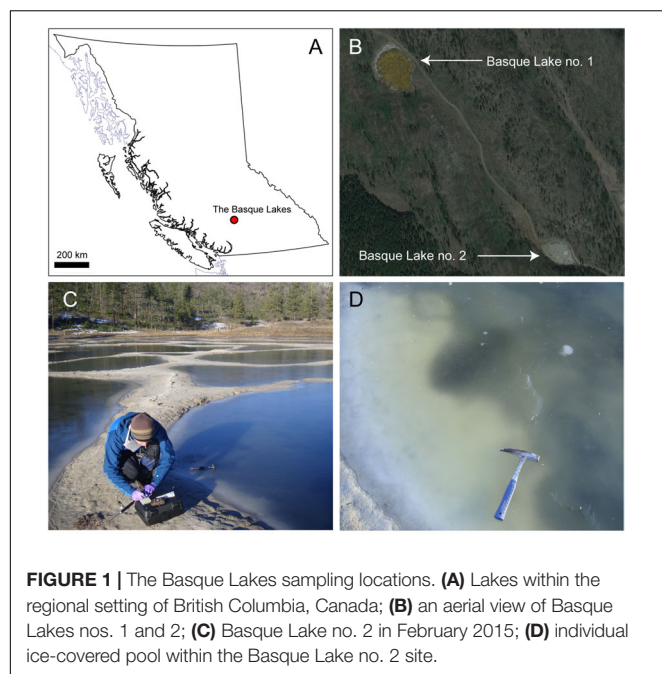 A
The Basque Lakes
200 km
B
Basque Lake no. 1
Basque Lake no. 2
C
D
FIGURE 1 | The Basque Lakes sampling locations. (A) Lakes within the
regional setting of British Columbia, Canada; (B) an aerial view of Basque
Lakes nos. 1 and 2; (C) Basque Lake no. 2 in February 2015; (D) individual
ice-covered pool within the Basque Lake no. 2 site.